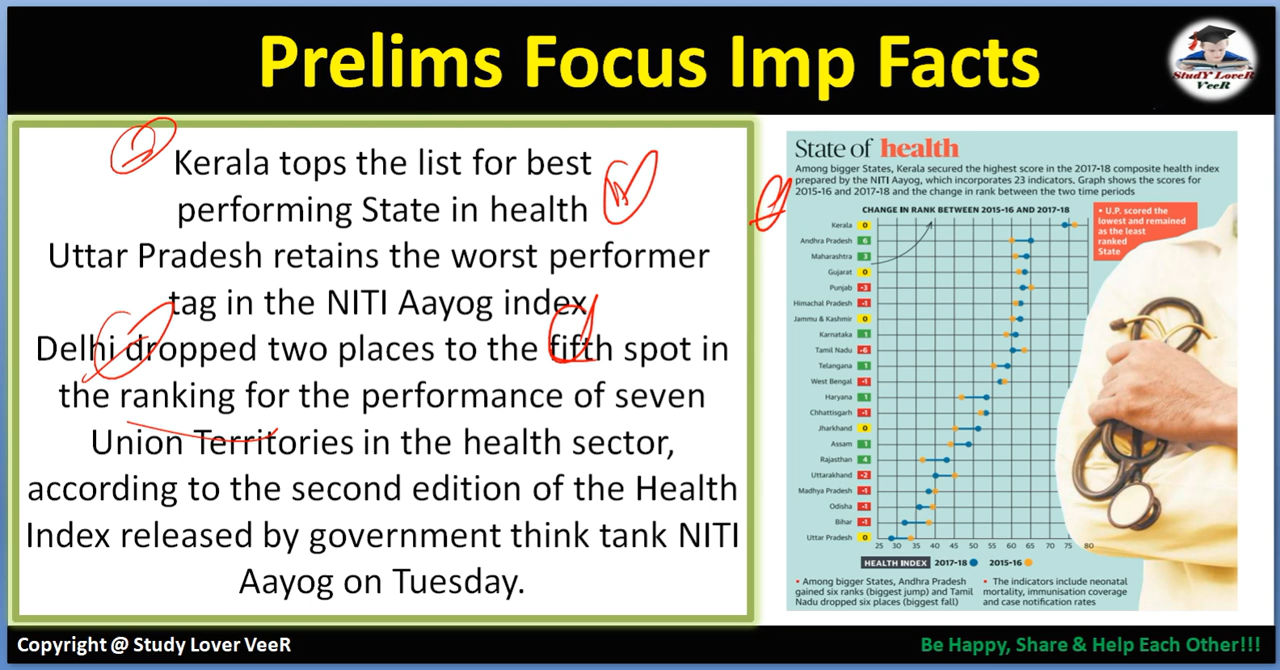 Prelims Focus Imp Facts
StudY LoveR
VeeR
Kerala tops the list for best
performing State in health
Uttar Pradesh retains the worst performer
tag in the NITI Aayog index
Delhi dropped two places to the fifth spot in
the ranking for the performance of seven
Union Territories in the health sector,
according to the second edition of the Health
Index released by government think tank NITI
Aayog on Tuesday.
State of health
Among bigger States, Kerala secured the highest score in the 2017-18 composite health index
prepared by the NITI Aayog, which incorporates 23 indicators. Graph shows the scores for
2015-16 and 2017-18 and the change in rank between the two time periods
CHANGE IN RANK BETWEEN 2015-16 AND 2017-18
• U.P. scored the
lowest and remained
as the least
ranked
State
Kerala 0
Andhra Pradesh 6
Maharashtra 3
Gujarat 0
Punjab -3
Himachal Pradesh -1
Jammu & Kashmir 0
Karnataka 1
Tamil Nadu -6
Telangana 1
West Bengal -1
Haryana 1
Chhattisgarh -1
Jharkhand 0
Assam 1
Rajasthan 4
Uttarakhand -2
Madhya Pradesh -1
Odisha -1
Bihar -1
Uttar Pradesh 0
25 30 35 40 45 50 55 60 65 70 75 80
HEALTH INDEX 2017-18 2015-16
• Among bigger States, Andhra Pradesh
gained six ranks (biggest jump) and Tamil
Nadu dropped six places (biggest fall)
• The indicators include neonatal
mortality, immunisation coverage
and case notification rates
Copyright @ Study Lover VeeR
Be Happy, Share & Help Each Other!!!